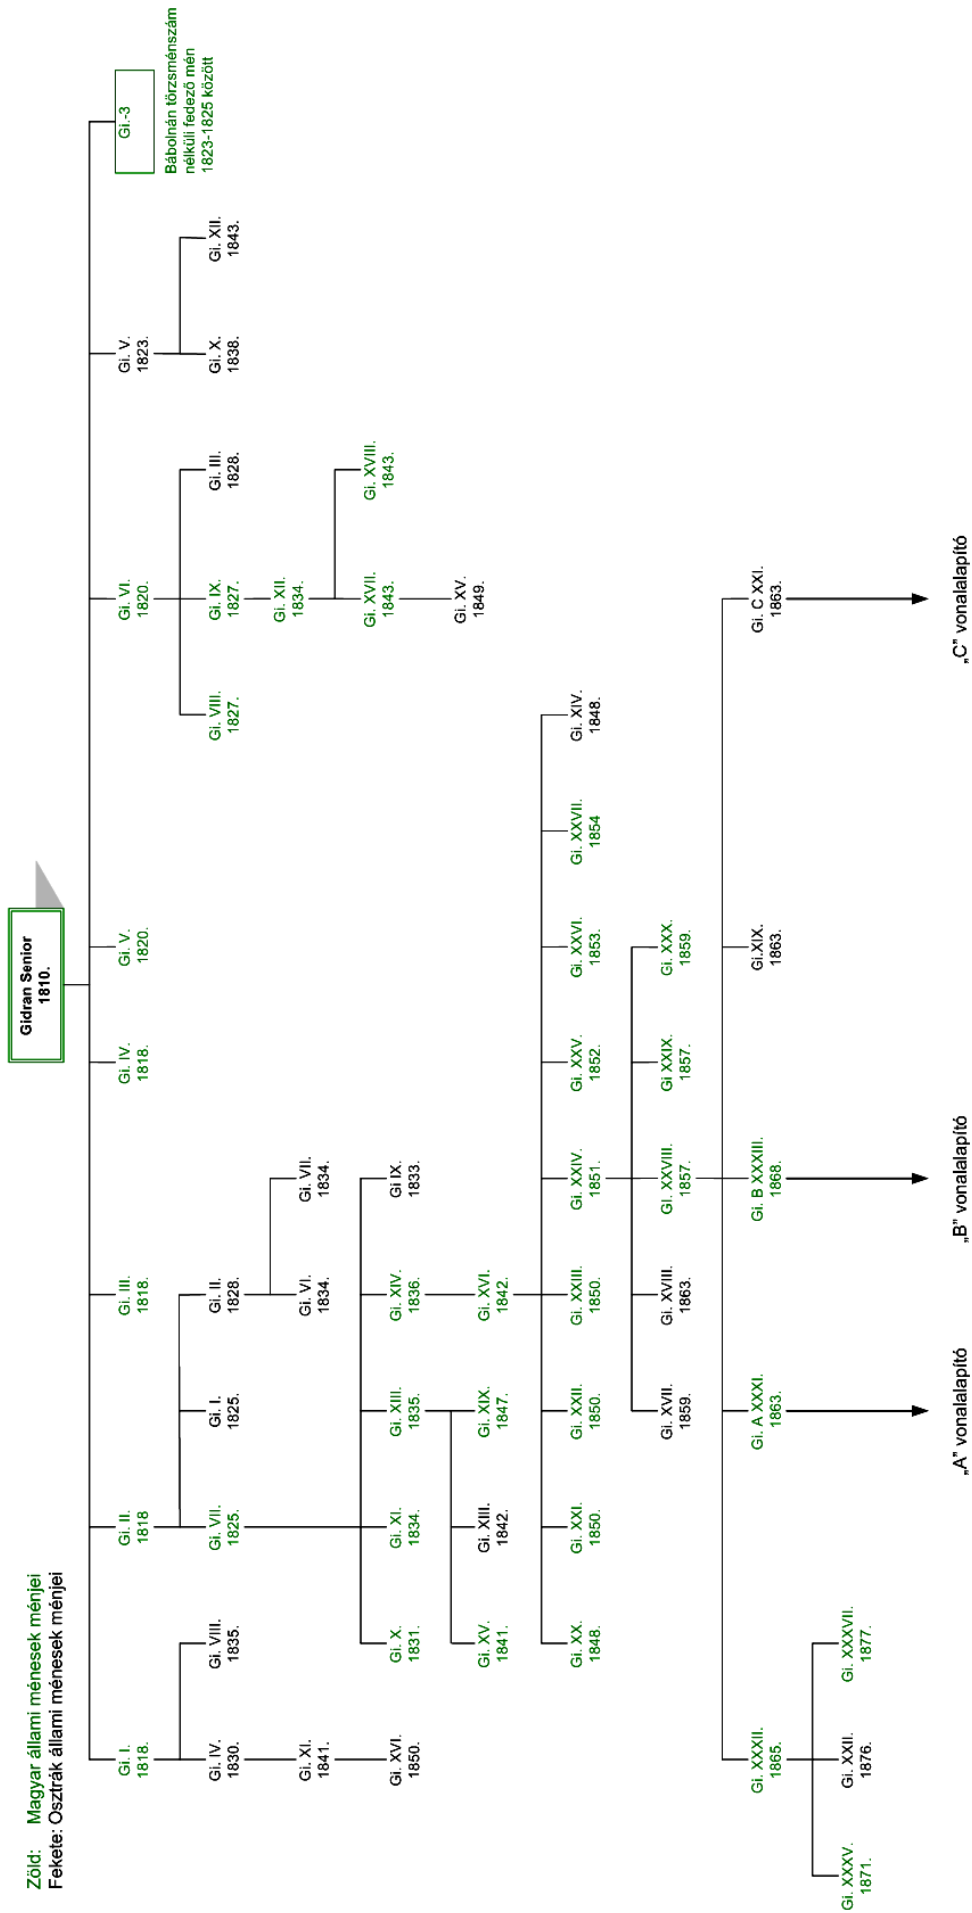 Zöld: Magyar állami ménesek ménjei
Fekete: Osztrák állami ménesek ménjei
Gidran Senior
1810.
Gi. I.
1818.
Gi. II.
1818
Gi. III.
1818.
Gi. IV.
1818.
Gi. V.
1820.
Gi. VI.
1820.
Gi. V.
1823.
Gi.-3
Bábolnán törzsménszám
nélküli fedező mén
1823-1825 között
Gi. IV.
1830.
Gi. VIII.
1835.
Gi. VII.
1825.
Gi. I.
1825.
Gi. II.
1828.
Gi. VIII.
1827.
Gi. IX.
1827.
Gi. III.
1828.
Gi. X.
1838.
Gi. XII.
1843.
Gi. XI.
1841.
Gi. VI.
1834.
Gi. VII.
1834.
Gi. XII.
1834.
Gi. XVI.
1850.
Gi. X.
1831.
Gi. XI.
1834.
Gi. XIII.
1835.
Gi. XIV.
1836.
Gi IX.
1833.
Gi. XVII.
1843.
Gi. XVIII.
1843.
Gi. XV.
1841.
Gi. XIII.
1842.
Gi. XIX.
1847.
Gi. XVI.
1842.
Gi. XV.
1849.
Gi. XX.
1848.
Gi. XXI.
1850.
Gi. XXII.
1850.
Gi. XXIII.
1850.
Gi. XXIV.
1851.
Gi. XXV.
1852.
Gi. XXVI.
1853.
Gi. XXVII.
1854
Gi. XIV.
1848.
Gi. XVII.
1859.
Gi. XVIII.
1863.
GI. XXVIII.
1857.
Gi XXIX.
1857.
Gi. XXX.
1859.
Gi. XXXII.
1865.
Gi. A XXXI.
1863.
Gi. B XXXIII.
1868.
Gi.XIX.
1863.
Gi. C XXI.
1863.
Gi. XXXV.
1871.
Gi. XXII.
1876.
Gi. XXXVII.
1877.
„A” vonalalapító
„B” vonalalapító
„C” vonalalapító